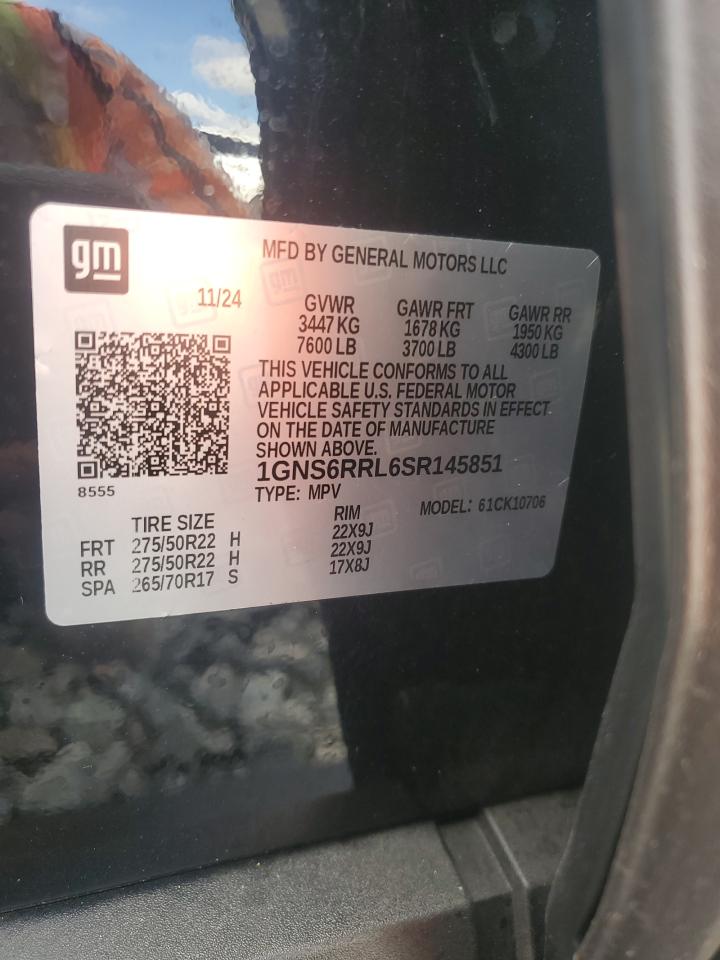 gm
MFD BY GENERAL MOTORS LLC
11/24
GVWR GAWR FRT GAWR RR
3447 KG 1678 KG 1950 KG
7600 LB 3700 LB 4300 LB
THIS VEHICLE CONFORMS TO ALL
APPLICABLE U.S. FEDERAL MOTOR
VEHICLE SAFETY STANDARDS IN EFFECT
ON THE DATE OF MANUFACTURE
SHOWN ABOVE.
1GNS6RRL6SR145851
8555
TYPE: MPV MODEL: 61CK10706
TIRE SIZE RIM
FRT 275/50R22 H 22X9J
RR 275/50R22 H 22X9J
SPA 265/70R17 S 17X8J